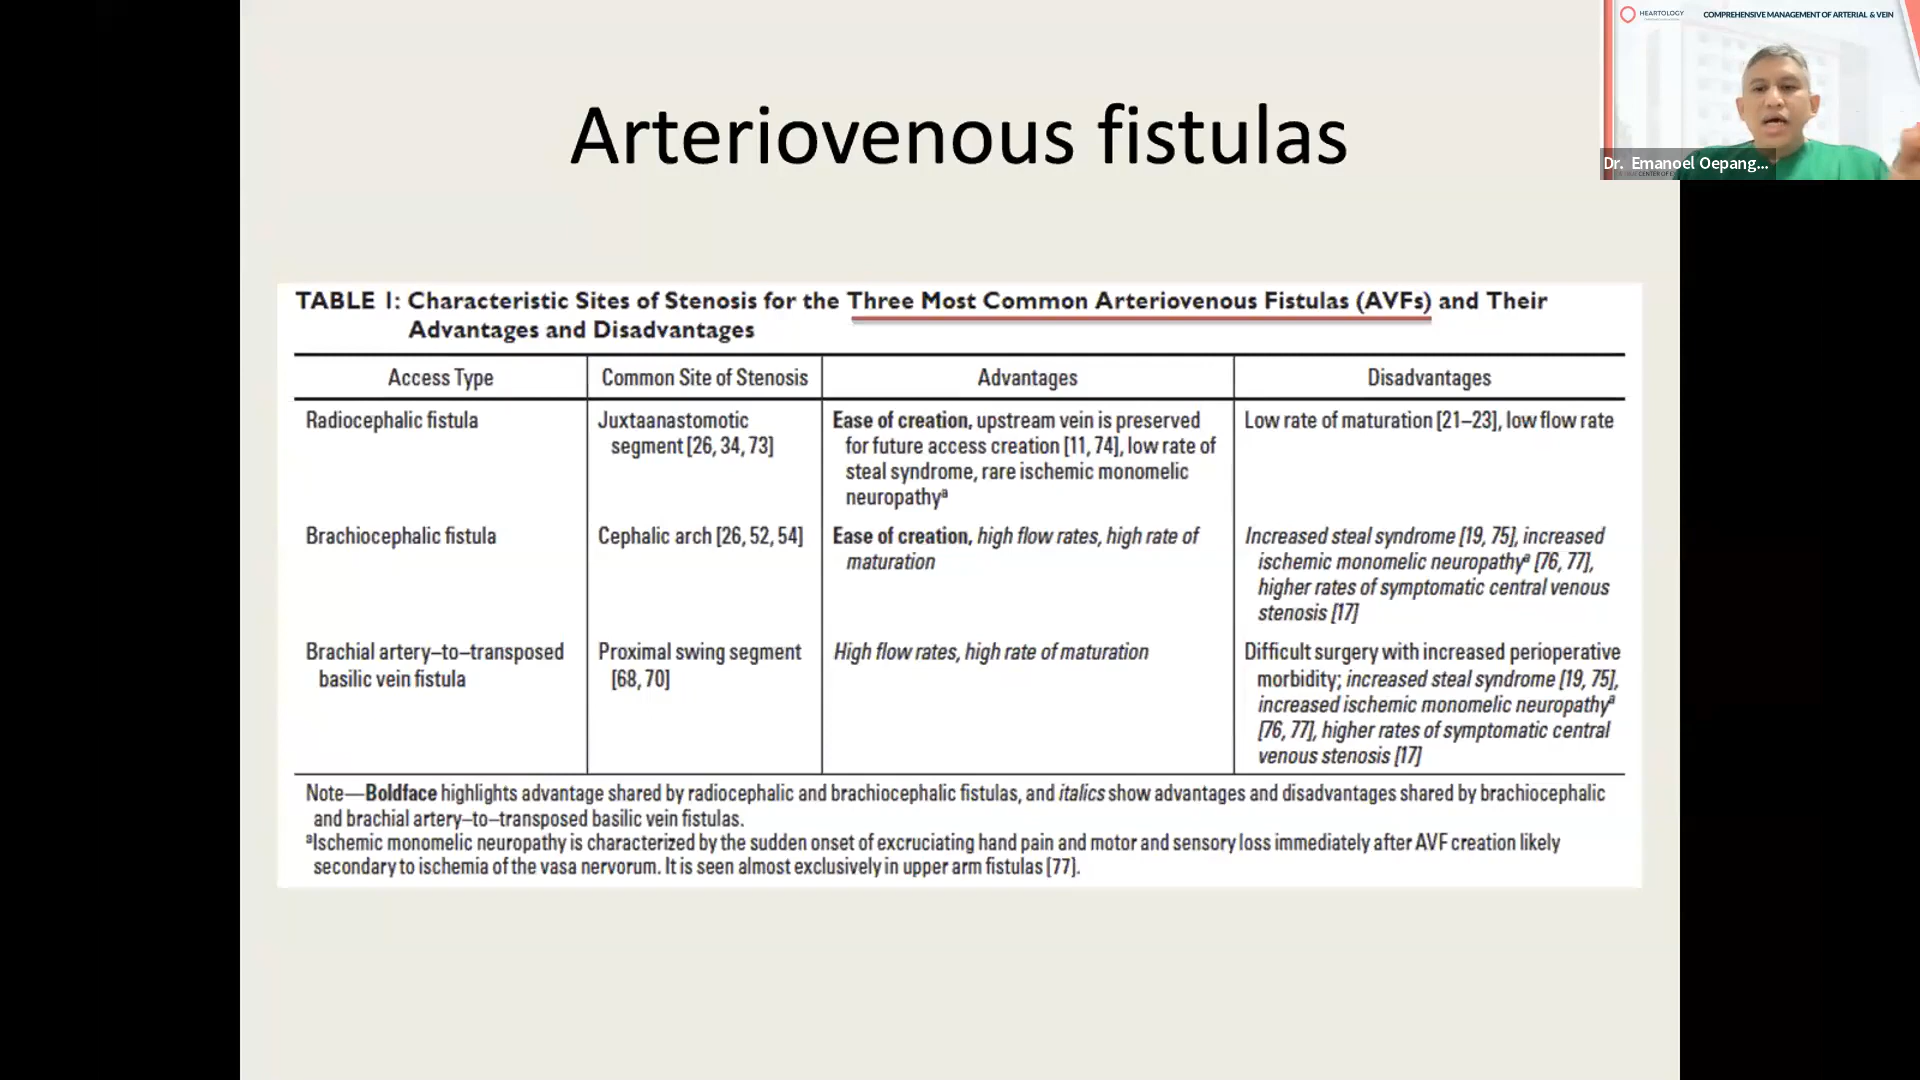 HEARTOLOGY
COMPREHENSIVE MANAGEMENT OF ARTERIAL & VEIN
Dr. Emanoel Oepang...
Arteriovenous fistulas
TABLE 1: Characteristic Sites of Stenosis for the Three Most Common Arteriovenous Fistulas (AVFs) and Their
Advantages and Disadvantages
Access Type Common Site of Stenosis Advantages Disadvantages
Radiocephalic fistula
Juxtaanastomotic
segment [26, 34, 73]
Ease of creation, upstream vein is preserved
for future access creation [11, 74], low rate of
steal syndrome, rare ischemic monomelic
neuropathyᵃ
Low rate of maturation [21–23], low flow rate
Brachiocephalic fistula
Cephalic arch [26, 52, 54]
Ease of creation, high flow rates, high rate of
maturation
Increased steal syndrome [19, 75], increased
ischemic monomelic neuropathyᵃ [76, 77],
higher rates of symptomatic central venous
stenosis [17]
Brachial artery–to–transposed
basilic vein fistula
Proximal swing segment
[68, 70]
High flow rates, high rate of maturation
Difficult surgery with increased perioperative
morbidity; increased steal syndrome [19, 75],
increased ischemic monomelic neuropathyᵃ
[76, 77], higher rates of symptomatic central
venous stenosis [17]
Note—Boldface highlights advantage shared by radiocephalic and brachiocephalic fistulas, and italics show advantages and disadvantages shared by brachiocephalic
and brachial artery–to–transposed basilic vein fistulas.
ᵃIschemic monomelic neuropathy is characterized by the sudden onset of excruciating hand pain and motor and sensory loss immediately after AVF creation likely
secondary to ischemia of the vasa nervorum. It is seen almost exclusively in upper arm fistulas [77].